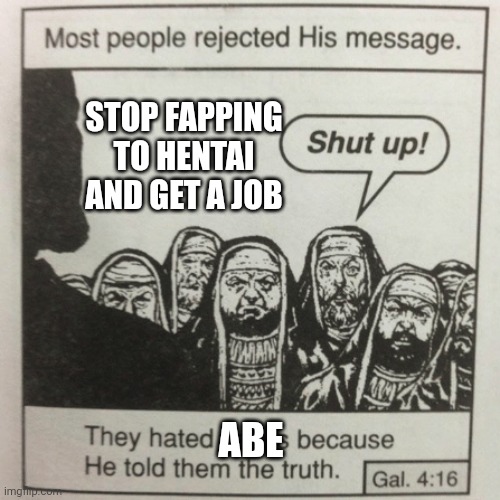 Most people rejected His message.
STOP FAPPING
TO HENTAI
AND GET A JOB
Shut up!
They hated ABE because
He told them the truth.
Gal. 4:16
imgflip.com